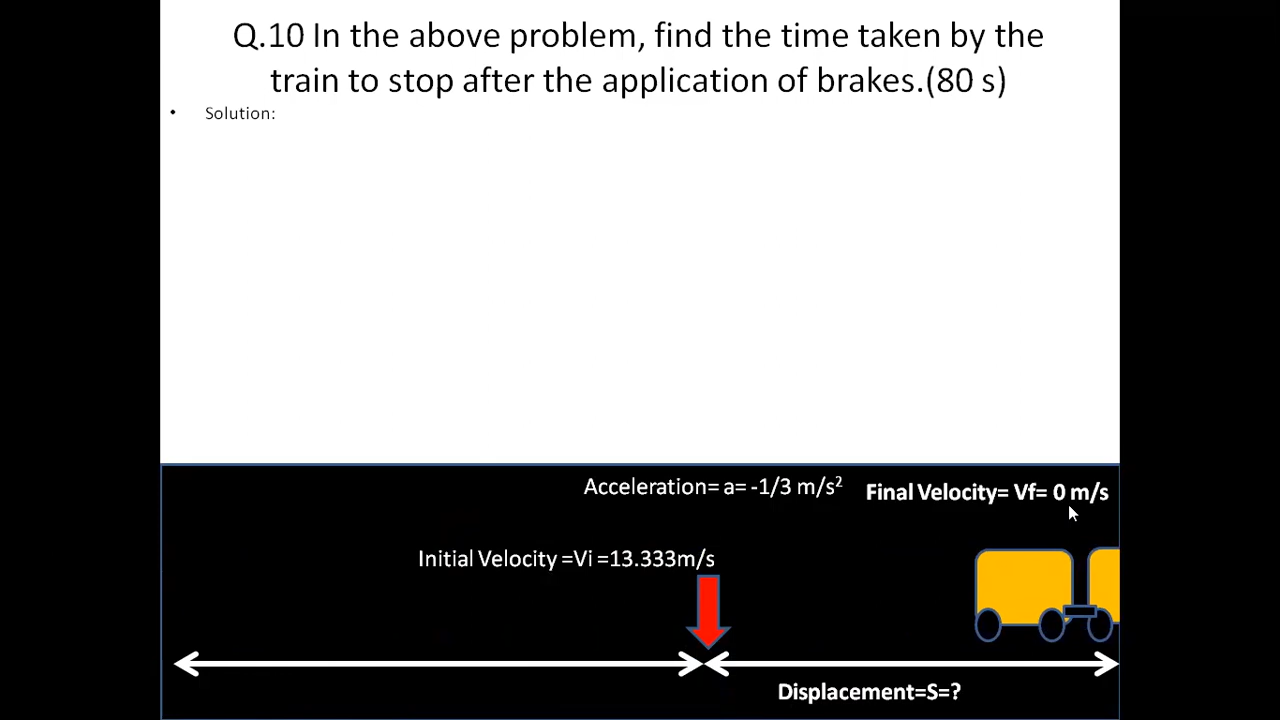 Q.10 In the above problem, find the time taken by the
train to stop after the application of brakes.(80 s)
• Solution:
Acceleration= a= -1/3 m/s²
Final Velocity= Vf= 0 m/s
Initial Velocity =Vi =13.333m/s
Displacement=S=?